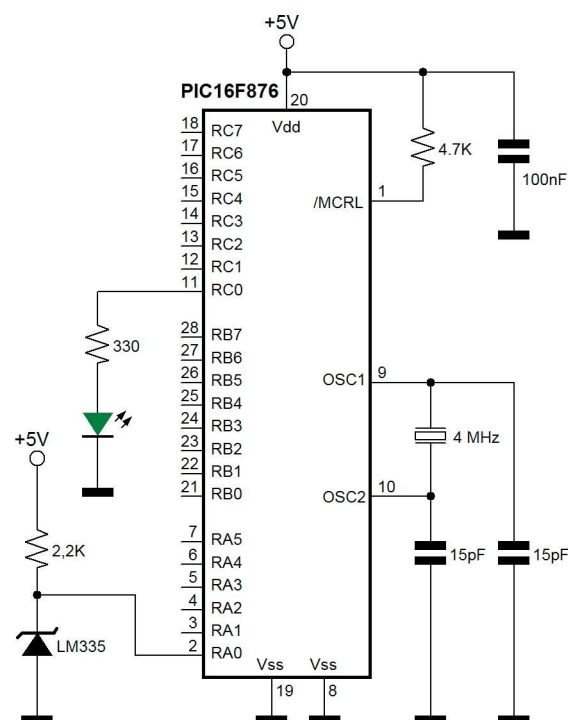 +5V
PIC16F876
20
Vdd
18 RC7
17 RC6
16 RC5
15 RC4
14 RC3
13 RC2
12 RC1
11 RC0
4.7K
100nF
1
/MCRL
330
28 RB7
27 RB6
26 RB5
25 RB4
24 RB3
23 RB2
22 RB1
21 RB0
9
OSC1
4 MHz
10
OSC2
15pF
15pF
+5V
2,2K
LM335
7 RA5
6 RA4
5 RA3
4 RA2
3 RA1
2 RA0
Vss
Vss
19
8